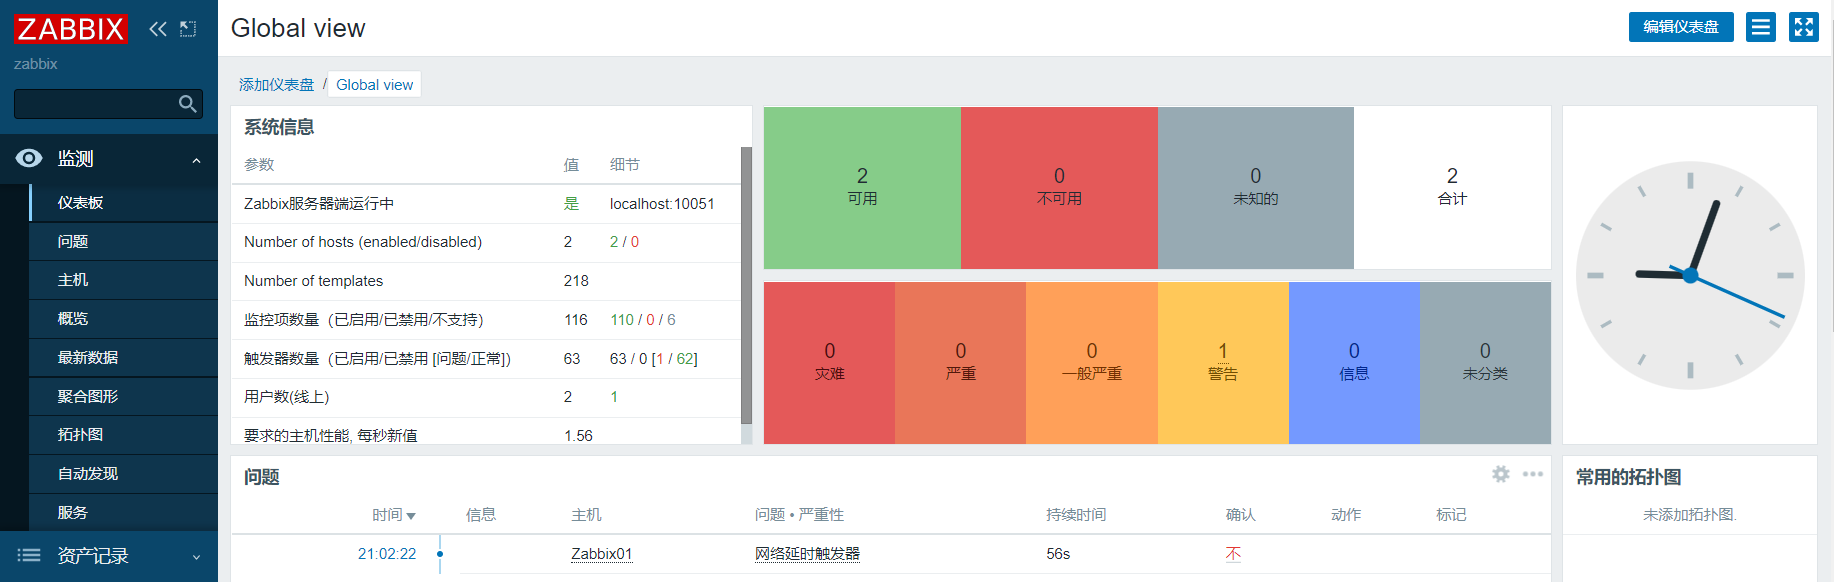 ZABBIX
zabbix
监测
仪表板
问题
主机
概览
最新数据
聚合图形
拓扑图
自动发现
服务
资产记录
Global view
编辑仪表盘
添加仪表盘 / Global view
系统信息
参数 值 细节
Zabbix服务器端运行中 是 localhost:10051
Number of hosts (enabled/disabled) 2 2 / 0
Number of templates 218
监控项数量（已启用/已禁用/不支持) 116 110 / 0 / 6
触发器数量（已启用/已禁用 [问题/正常]) 63 63 / 0 [1 / 62]
用户数(线上) 2 1
要求的主机性能, 每秒新值 1.56
2 0 0 2
可用 不可用 未知的 合计
0 0 0 1 0 0
灾难 严重 一般严重 警告 信息 未分类
问题
时间 信息 主机 问题 • 严重性 持续时间 确认 动作 标记
21:02:22 Zabbix01 网络延时触发器 56s 不
常用的拓扑图
未添加拓扑图.